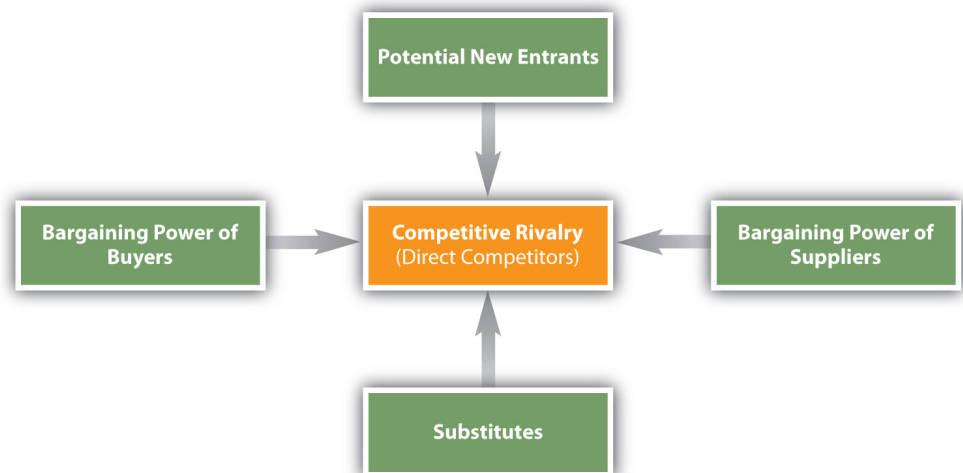 Potential New Entrants
Bargaining Power of
Buyers
Competitive Rivalry
(Direct Competitors)
Bargaining Power of
Suppliers
Substitutes